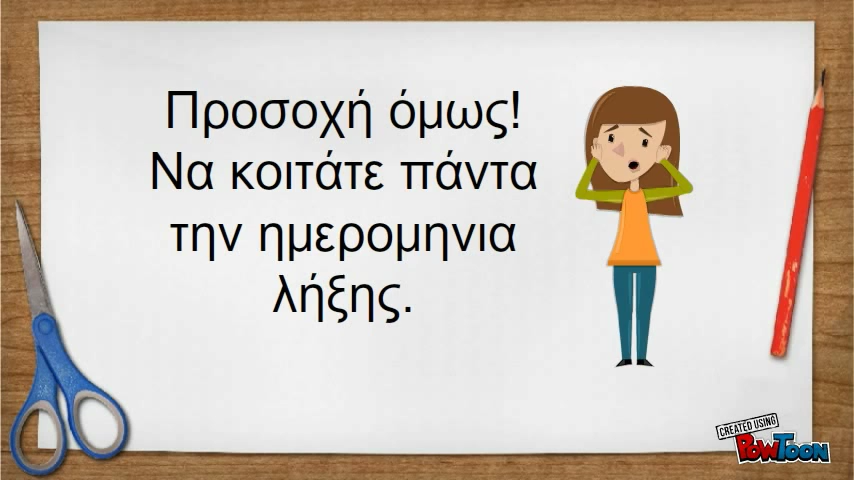 Προσοχή όμως!
Να κοιτάτε πάντα
την ημερομηνια
λήξης.
CREATED USING
POWTOON